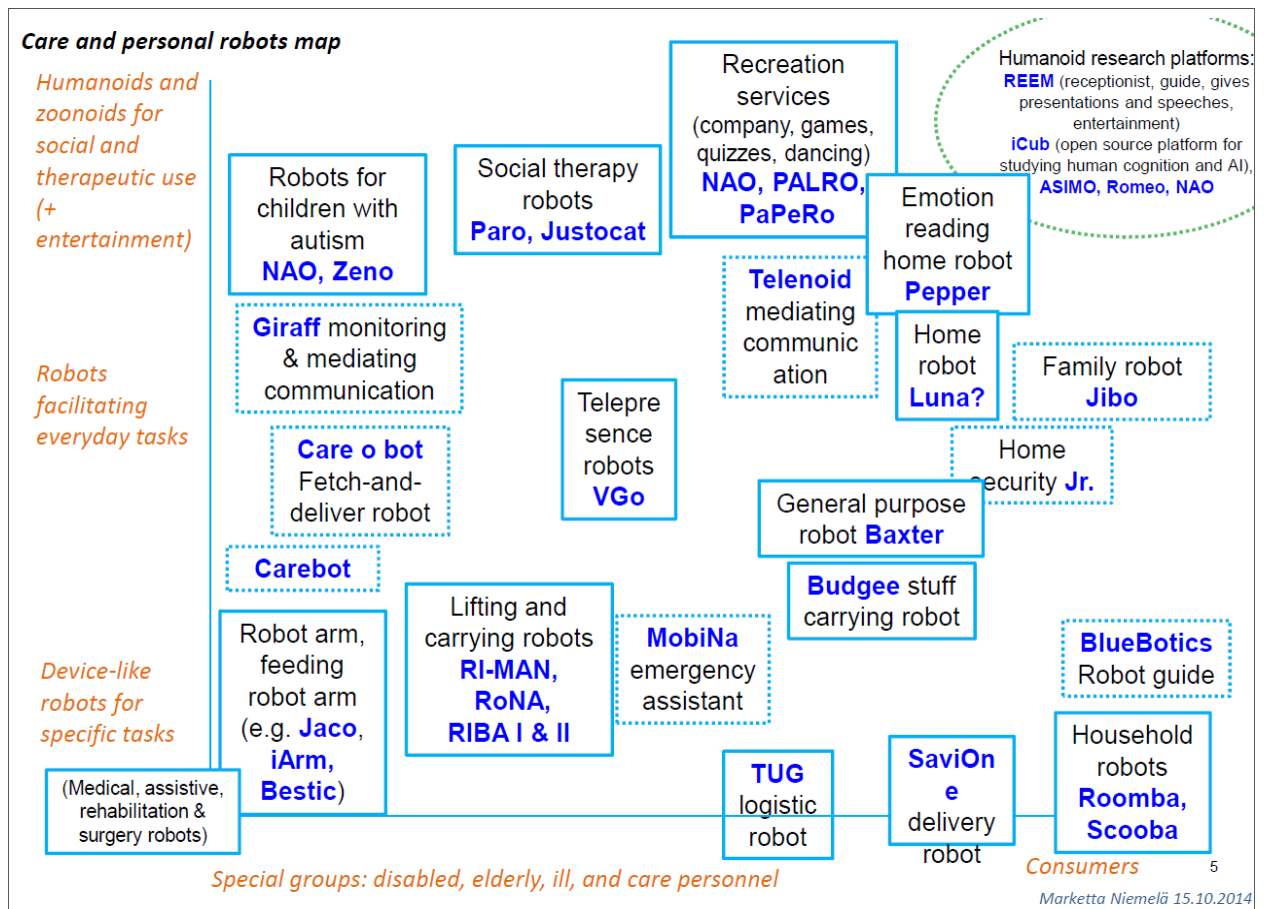 Care and personal robots map
Humanoids and
zoonoids for
social and
therapeutic use
(+
entertainment)
Robots
facilitating
everyday tasks
Device-like
robots for
specific tasks
(Medical, assistive,
rehabilitation &
surgery robots)
Robots for
children with
autism
NAO, Zeno
Social therapy
robots
Paro, Justocat
Recreation
services
(company, games,
quizzes, dancing)
NAO, PALRO,
PaPeRo
Humanoid research platforms:
REEM (receptionist, guide, gives
presentations and speeches,
entertainment)
iCub (open source platform for
studying human cognition and AI),
ASIMO, Romeo, NAO
Emotion
reading
home robot
Pepper
Giraff monitoring
& mediating
communication
Telenoid
mediating
communic
ation
Home
robot
Luna?
Family robot
Jibo
Telepre
sence
robots
VGo
Care o bot
Fetch-and-
deliver robot
Home
security Jr.
General purpose
robot Baxter
Carebot
Budgee stuff
carrying robot
Robot arm,
feeding
robot arm
(e.g. Jaco,
iArm,
Bestic)
Lifting and
carrying robots
RI-MAN,
RoNA,
RIBA I & II
MobiNa
emergency
assistant
BlueBotics
Robot guide
TUG
logistic
robot
SaviOn
e
delivery
robot
Household
robots
Roomba,
Scooba
Special groups: disabled, elderly, ill, and care personnel
Consumers
5
Marketta Niemelä 15.10.2014